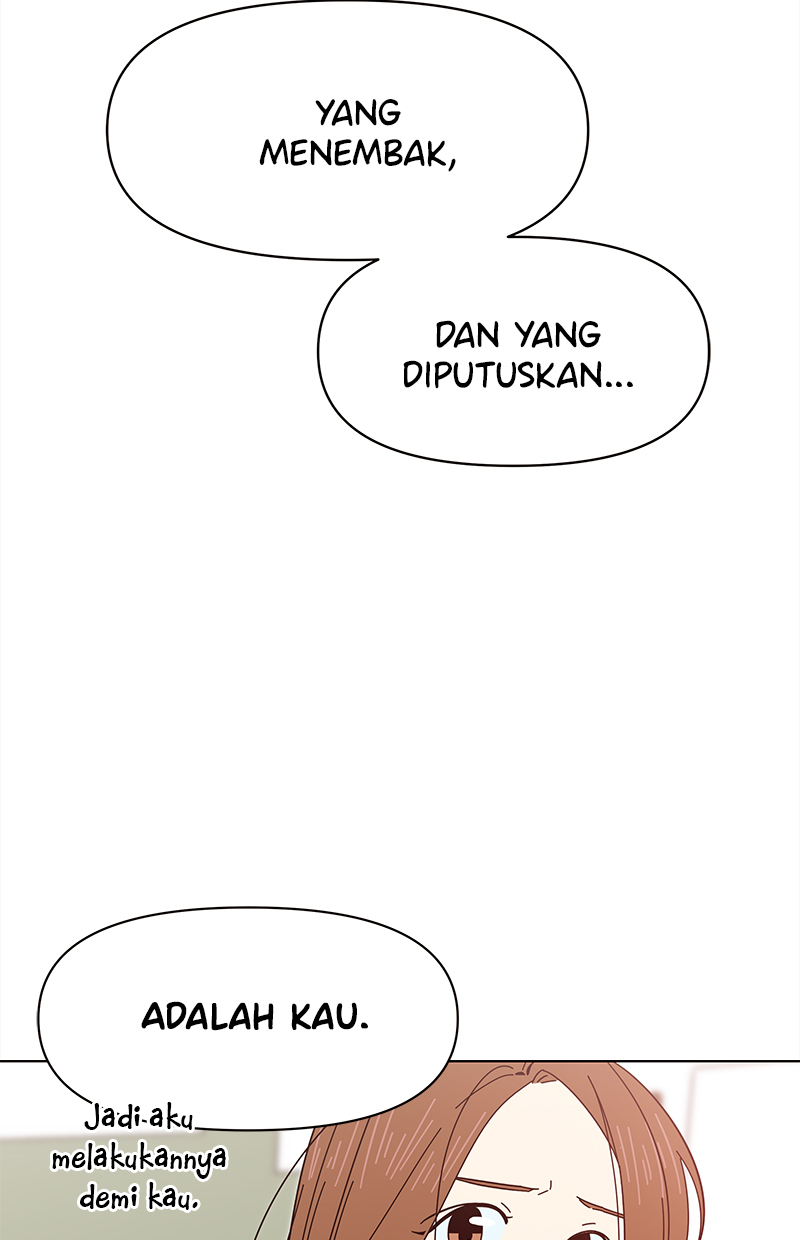 YANG
MENEMBAK,
DAN YANG
DIPUTUSKAN...
ADALAH KAU.
Jadi aku
melakukannya
demi kau.